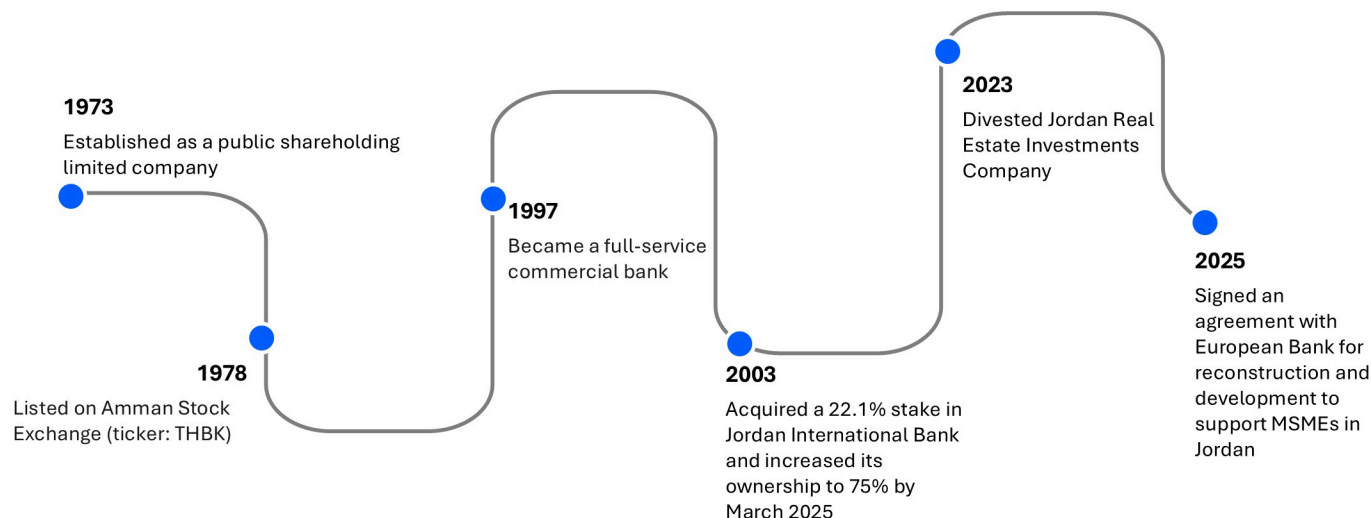 1973
Established as a public shareholding
limited company
1978
Listed on Amman Stock
Exchange (ticker: THBK)
1997
Became a full-service
commercial bank
2003
Acquired a 22.1% stake in
Jordan International Bank
and increased its
ownership to 75% by
March 2025
2023
Divested Jordan Real
Estate Investments
Company
2025
Signed an
agreement with
European Bank for
reconstruction and
development to
support MSMEs in
Jordan